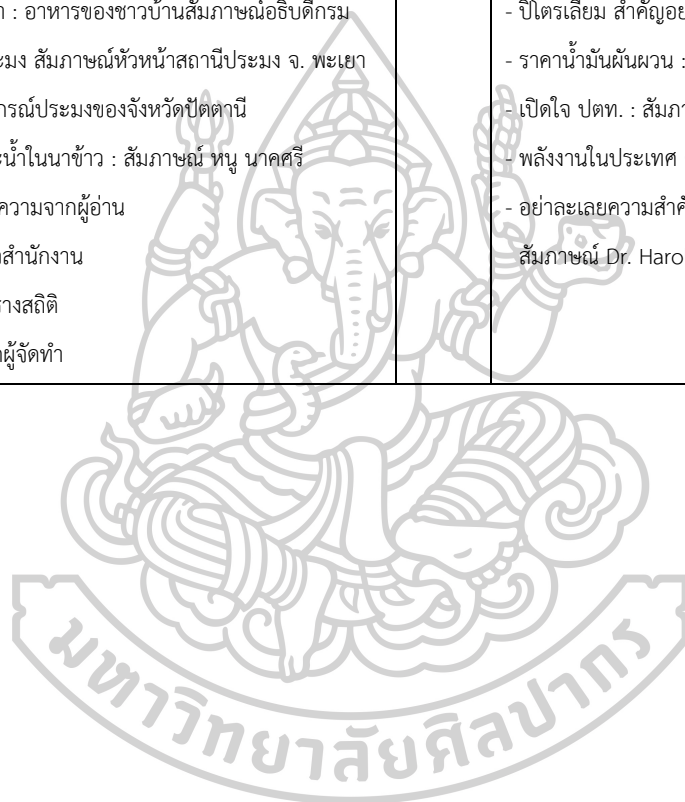 : อาหารของชาวบ้านสัมภาษณ์อธิบดีกรม
ะมง สัมภาษณ์หัวหน้าสถานีประมง จ. พะเยา
ารณ์ประมงของจังหวัดปัตตานี
ะน้ำในนาข้าว : สัมภาษณ์ หนู นาคศรี
ความจากผู้อ่าน
สำนักงาน
รางสถิติ
ผู้จัดทำ
- ปิโตรเลียม สำคัญอย
- ราคาน้ำมันผันผวน :
- เปิดใจ ปตท. : สัมภา
- พลังงานในประเทศ
- อย่าละเลยความสำคั
สัมภาษณ์ Dr. Haro
มหาวิทยาลัยศิลปากร